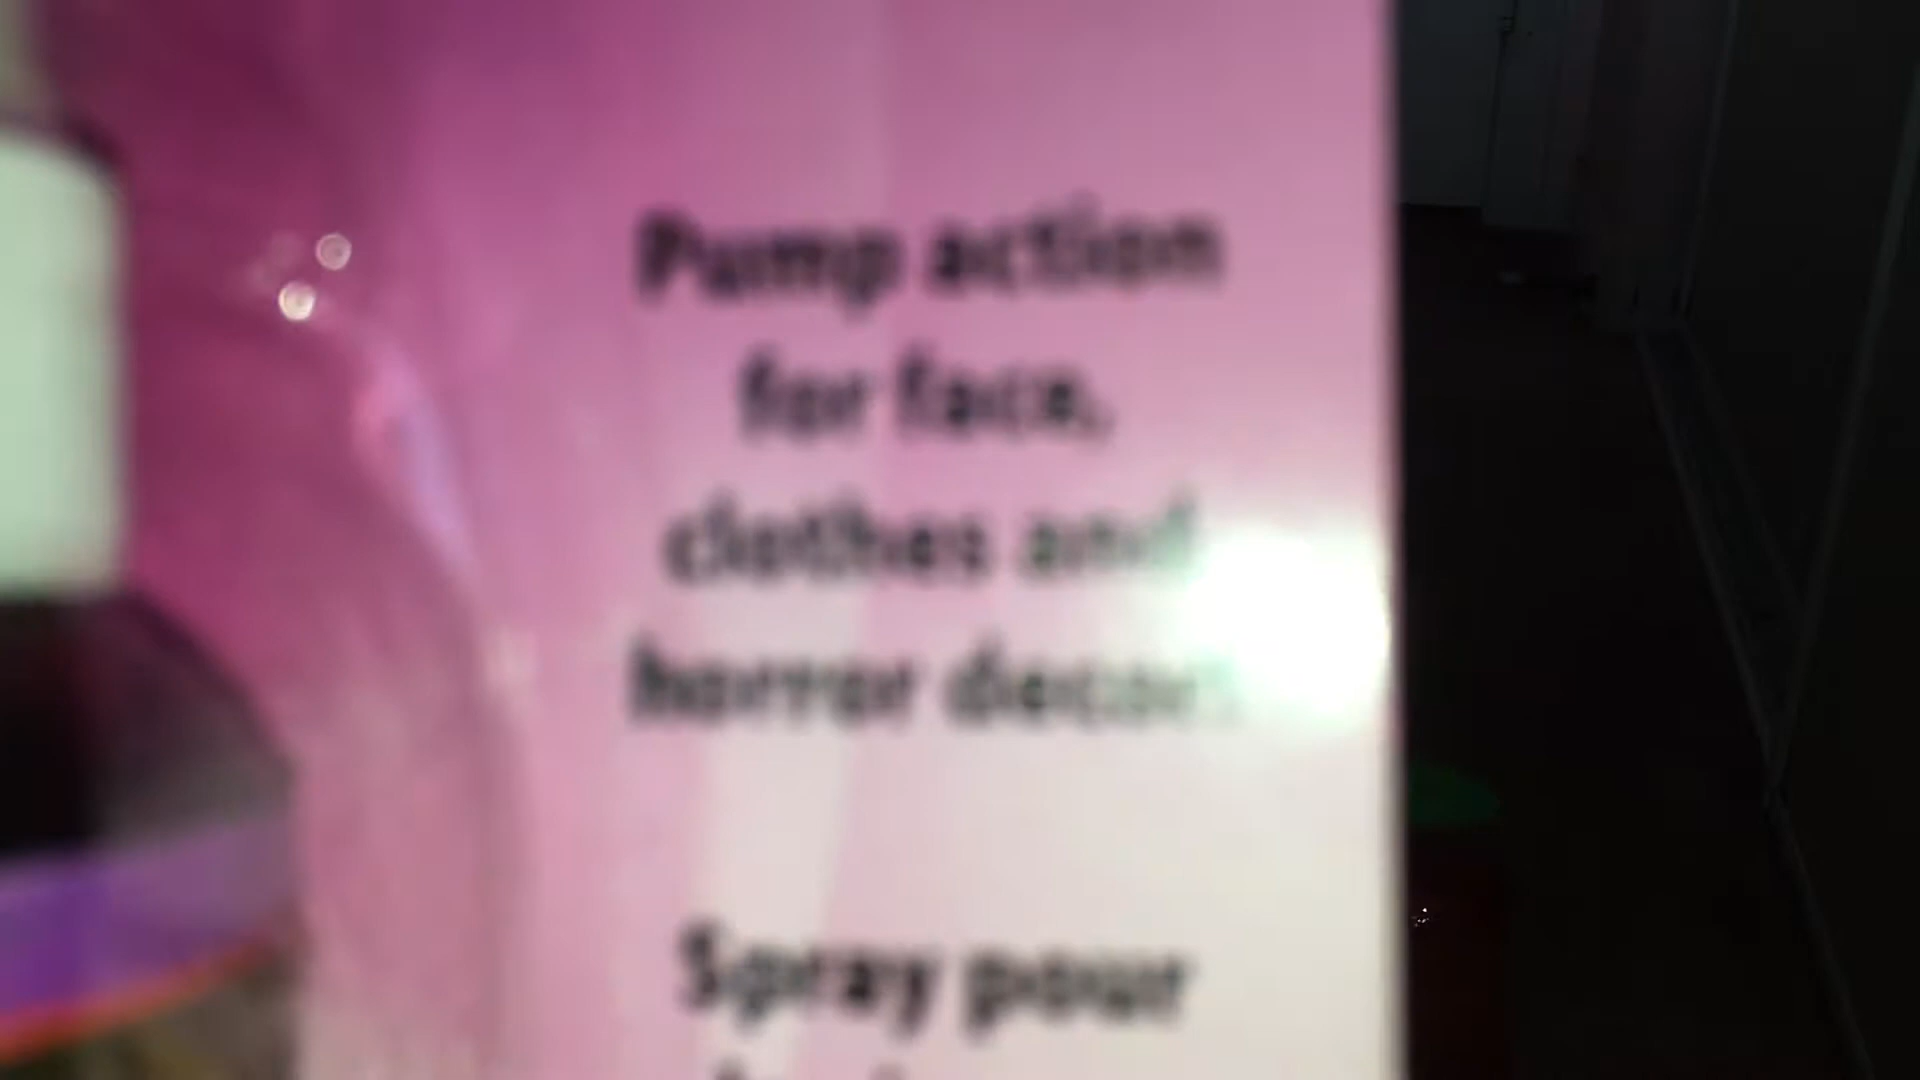 Pump action
for face,
clothes and
horror decor!
Spray pour